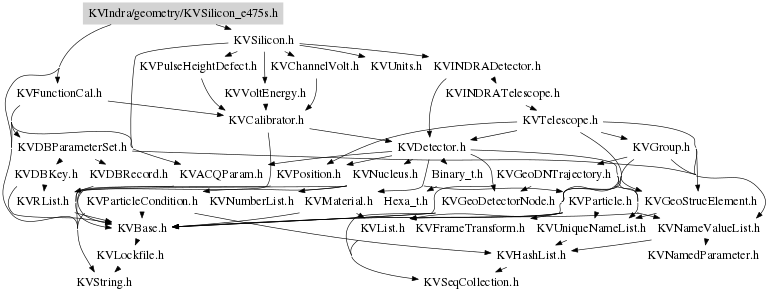 KVIndra/geometry/KVSilicon_e475s.h
KVSilicon.h
KVPulseHeightDefect.h KVChannelVolt.h KVUnits.h KVINDRADetector.h
KVFunctionCal.h KVVoltEnergy.h KVINDRATelescope.h
KVCalibrator.h KVTelescope.h
KVDBParameterSet.h KVDetector.h KVGroup.h
KVDBKey.h KVDBRecord.h KVACQParam.h KVPosition.h KVNucleus.h Binary_t.h KVGeoDNTrajectory.h
KVRList.h KVParticleCondition.h KVNumberList.h KVMaterial.h Hexa_t.h KVGeoDetectorNode.h KVParticle.h KVGeoStrucElement.h
KVBase.h KVList.h KVFrameTransform.h KVUniqueNameList.h KVNameValueList.h
KVLockfile.h KVHashList.h KVNamedParameter.h
KVString.h KVSeqCollection.h